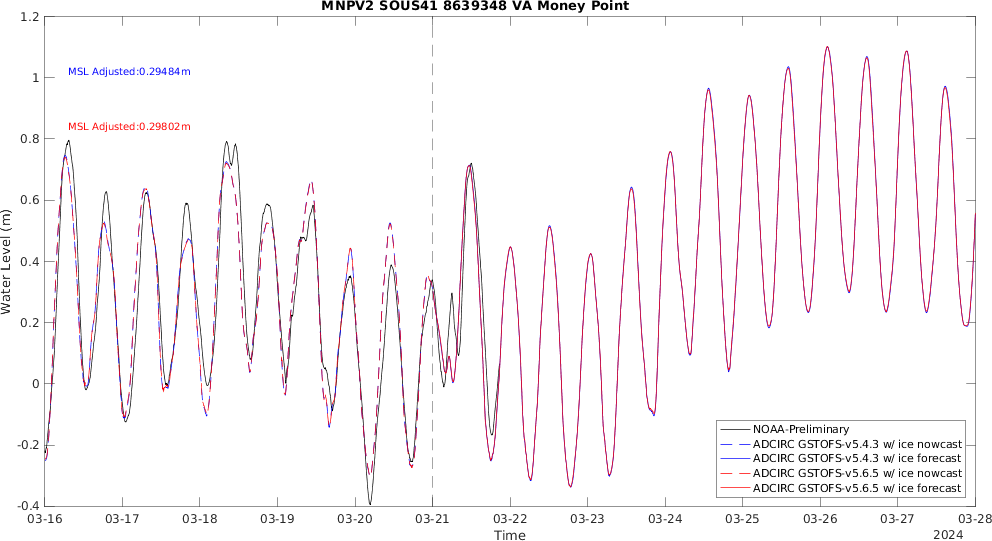 MNPV2 SOUS41 8639348 VA Money Point
1.2
1
0.8
0.6
0.4
0.2
0
-0.2
-0.4
Water Level (m)
MSL Adjusted:0.29484m
MSL Adjusted:0.29802m
NOAA-Preliminary
ADCIRC GSTOFS-v5.4.3 w/ ice nowcast
ADCIRC GSTOFS-v5.4.3 w/ ice forecast
ADCIRC GSTOFS-v5.6.5 w/ ice nowcast
ADCIRC GSTOFS-v5.6.5 w/ ice forecast
03-16 03-17 03-18 03-19 03-20 03-21 03-22 03-23 03-24 03-25 03-26 03-27 03-28
Time
2024